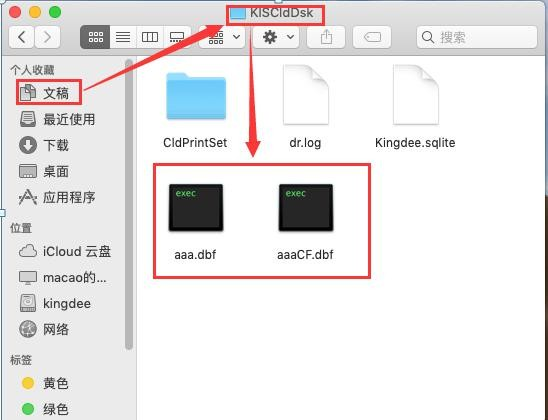 KISCldDsk
搜索
个人收藏
文稿
最近使用
下载
桌面
应用程序
位置
iCloud 云盘
macao的...
kingdee
网络
标签
黄色
绿色
CldPrintSet
dr.log
Kingdee.sqlite
exec
exec
aaa.dbf
aaaCF.dbf